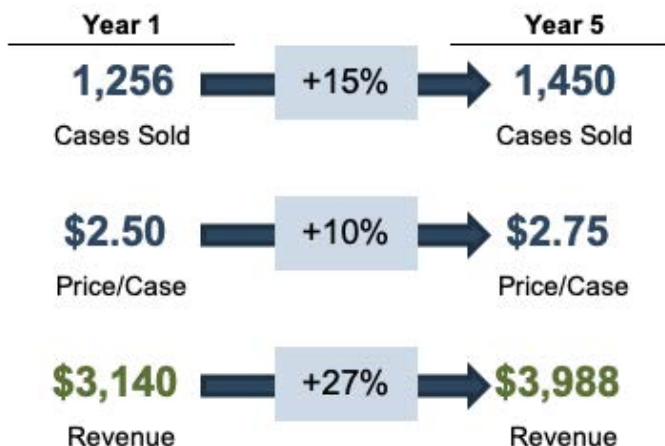 Year 1 Year 5
1,256 +15% 1,450
Cases Sold Cases Sold
$2.50 +10% $2.75
Price/Case Price/Case
$3,140 +27% $3,988
Revenue Revenue